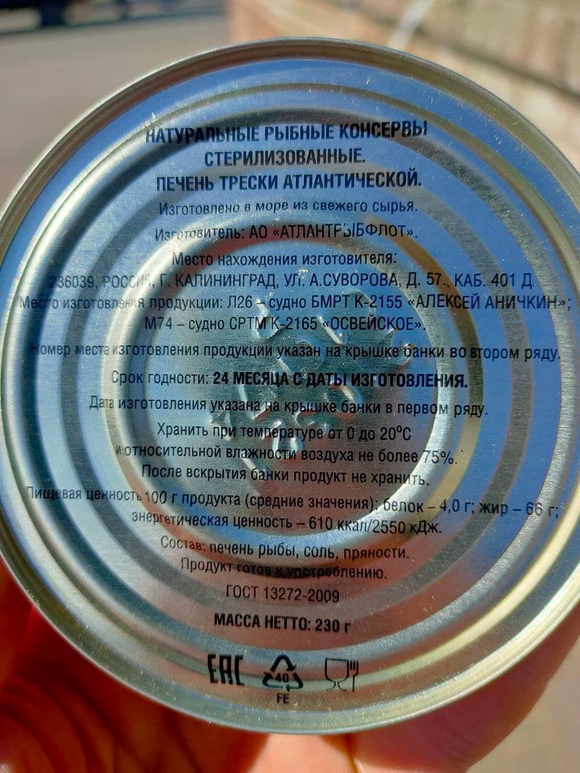 НАТУРАЛЬНЫЕ РЫБНЫЕ КОНСЕРВЫ
СТЕРИЛИЗОВАННЫЕ.
ПЕЧЕНЬ ТРЕСКИ АТЛАНТИЧЕСКОЙ.
Изготовлено в море из свежего сырья.
Изготовитель: АО «АТЛАНТРЫБФЛОТ».
Место нахождения изготовителя:
236039, РОССИЯ, Г. КАЛИНИНГРАД, УЛ. А.СУВОРОВА, Д. 57., КАБ. 401 Д
Место изготовления продукции: Л26 – судно БМРТ К-2155 «АЛЕКСЕЙ АНИЧКИН»;
М74 – судно СРТМ К-2165 «ОСВЕЙСКОЕ».
Номер места изготовления продукции указан на крышке банки во втором ряду.
Срок годности: 24 МЕСЯЦА С ДАТЫ ИЗГОТОВЛЕНИЯ.
Дата изготовления указана на крышке банки в первом ряду.
Хранить при температуре от 0 до 20°С
и относительной влажности воздуха не более 75%.
После вскрытия банки продукт не хранить.
Пищевая ценность 100 г продукта (средние значения): белок – 4,0 г; жир – 66 г;
энергетическая ценность – 610 ккал/2550 кДж.
Состав: печень рыбы, соль, пряности.
Продукт готов к употреблению.
ГОСТ 13272-2009
МАССА НЕТТО: 230 г
ЕАС 40
FE